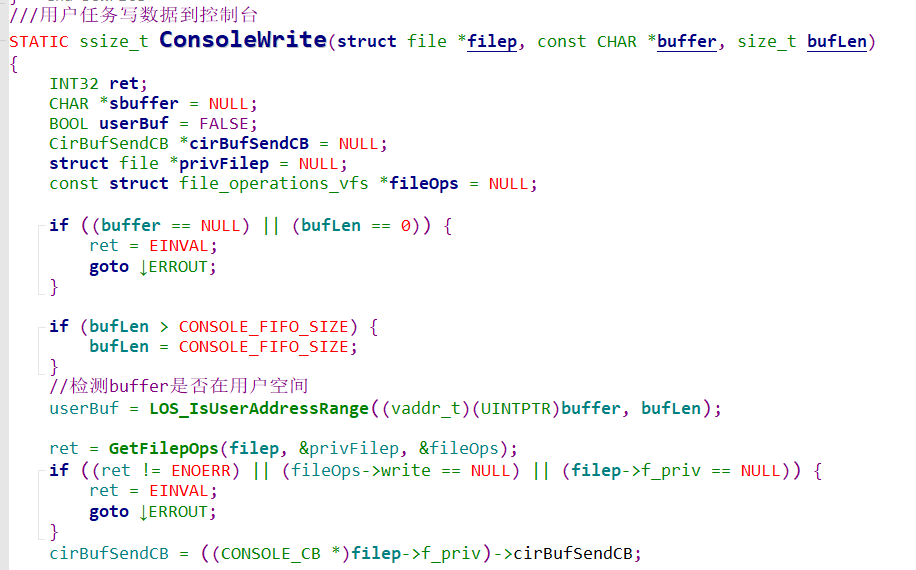 ///用户任务写数据到控制台
STATIC ssize_t ConsoleWrite(struct file *filep, const CHAR *buffer, size_t bufLen)
{
    INT32 ret;
    CHAR *sbuffer = NULL;
    BOOL userBuf = FALSE;
    CirBufSendCB *cirBufSendCB = NULL;
    struct file *privFilep = NULL;
    const struct file_operations_vfs *fileOps = NULL;

    if ((buffer == NULL) || (bufLen == 0)) {
        ret = EINVAL;
        goto ↓ERROUT;
    }

    if (bufLen > CONSOLE_FIFO_SIZE) {
        bufLen = CONSOLE_FIFO_SIZE;
    }
    //检测buffer是否在用户空间
    userBuf = LOS_IsUserAddressRange((vaddr_t)(UINTPTR)buffer, bufLen);

    ret = GetFilepOps(filep, &privFilep, &fileOps);
    if ((ret != ENOERR) || (fileOps->write == NULL) || (filep->f_priv == NULL)) {
        ret = EINVAL;
        goto ↓ERROUT;
    }
    cirBufSendCB = ((CONSOLE_CB *)filep->f_priv)->cirBufSendCB;